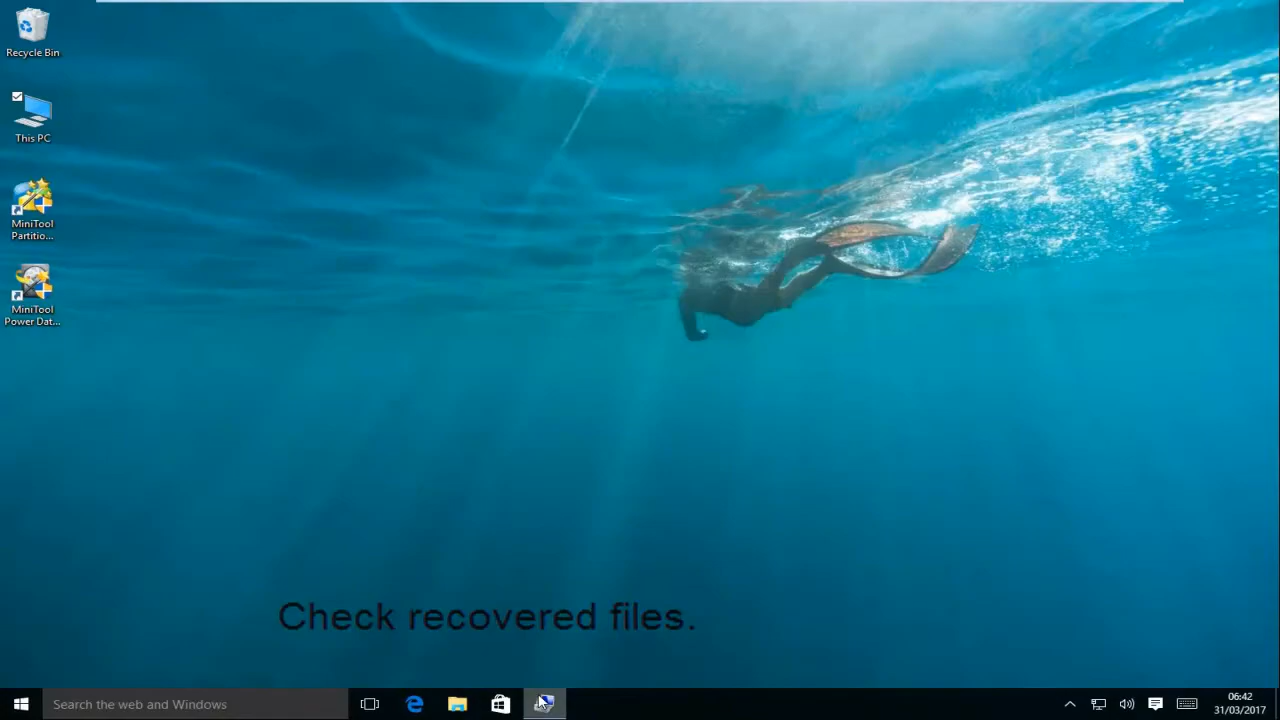 Recycle Bin
This PC
MiniTool
Partitio...
MiniTool
Power Dat...
Check recovered files.
Search the web and Windows
06:42
31/03/2017